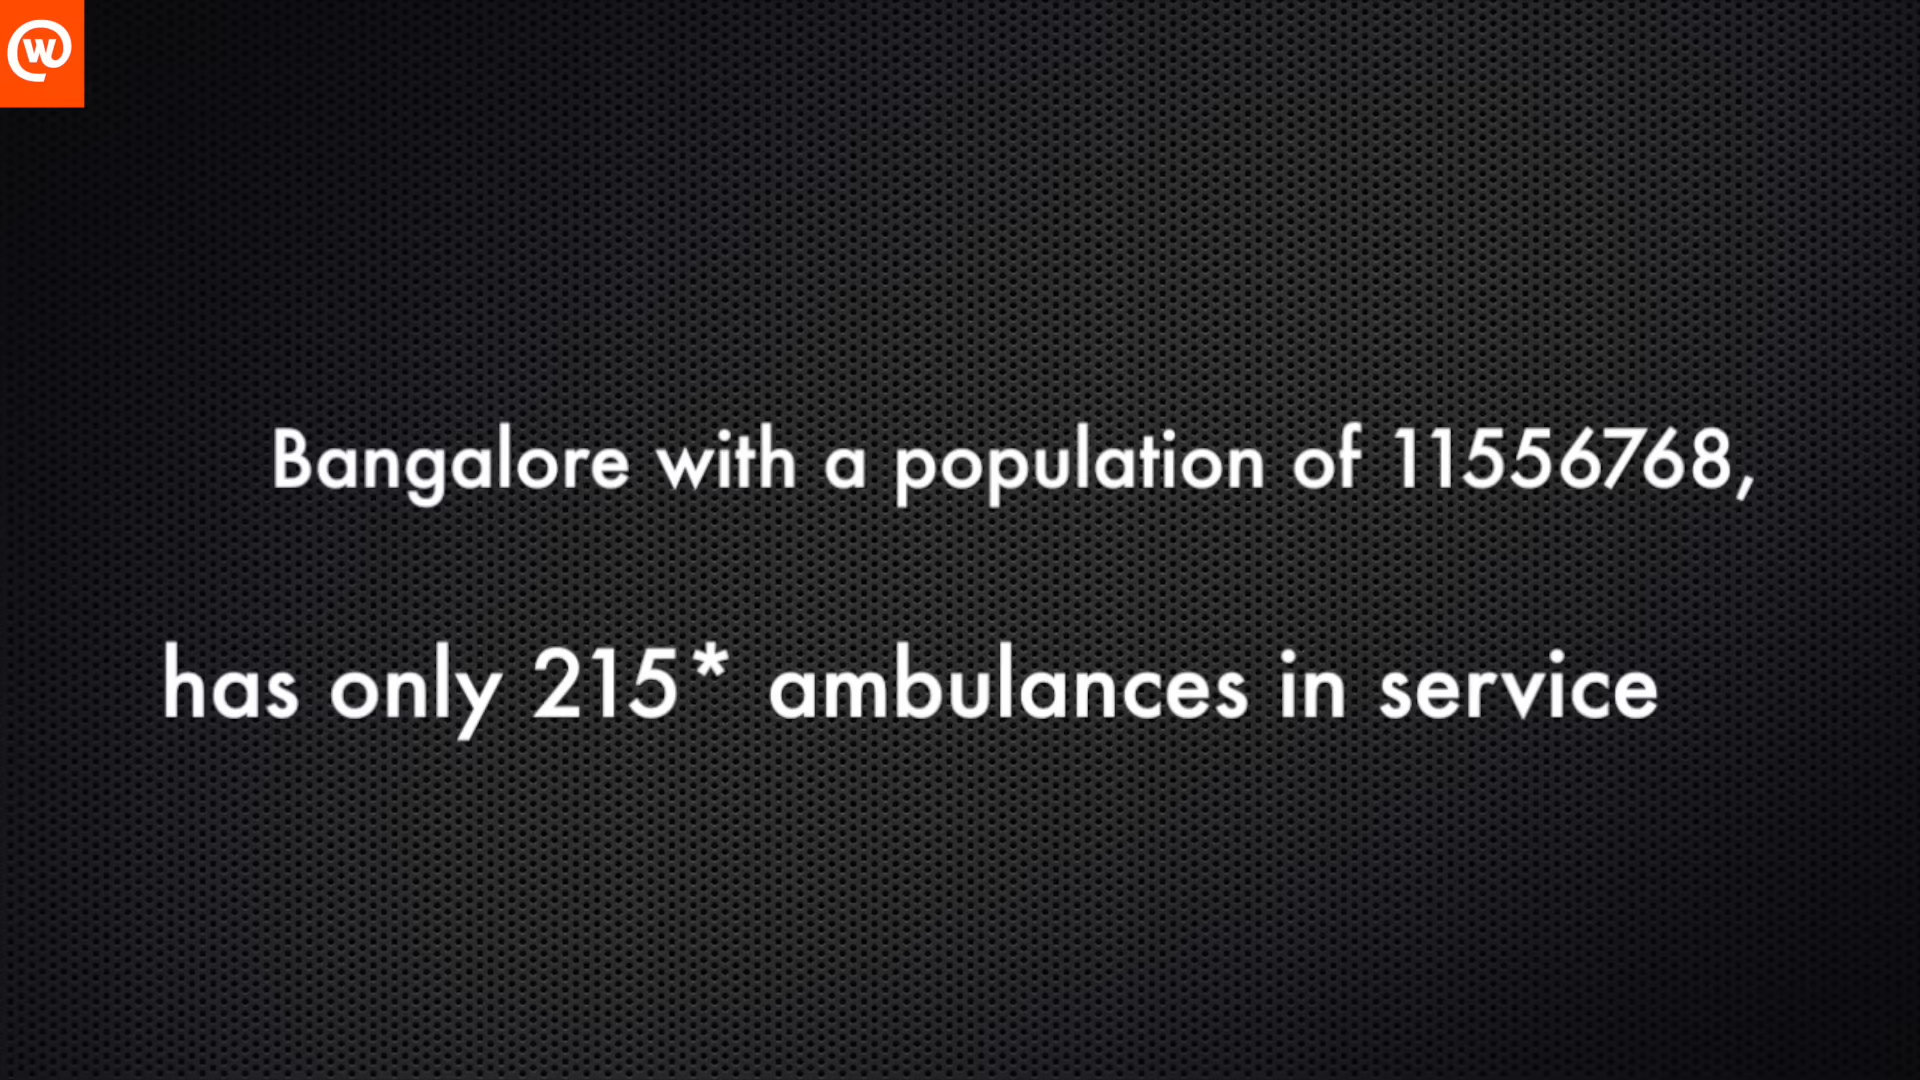 @w
Bangalore with a population of 11556768,
has only 215* ambulances in service